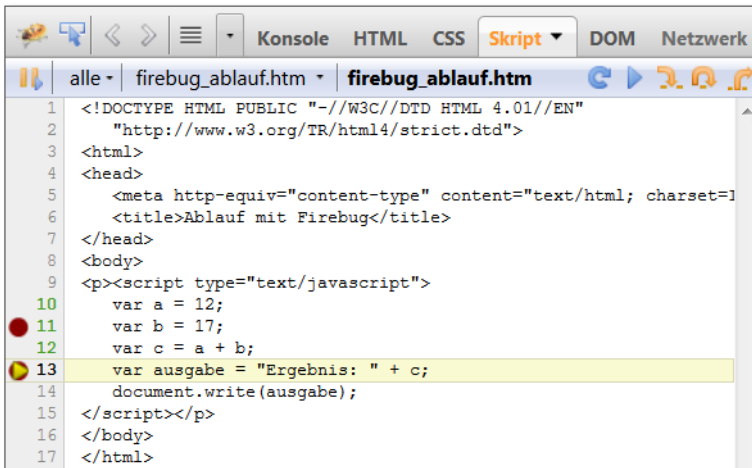 Konsole HTML CSS Skript DOM Netzwerk
alle firebug_ablauf.htm firebug_ablauf.htm
1 <!DOCTYPE HTML PUBLIC "-//W3C//DTD HTML 4.01//EN"
2 "http://www.w3.org/TR/html4/strict.dtd">
3 <html>
4 <head>
5 <meta http-equiv="content-type" content="text/html; charset=
6 <title>Ablauf mit Firebug</title>
7 </head>
8 <body>
9 <p><script type="text/javascript">
10 var a = 12;
11 var b = 17;
12 var c = a + b;
13 var ausgabe = "Ergebnis: " + c;
14 document.write(ausgabe);
15 </script></p>
16 </body>
17 </html>